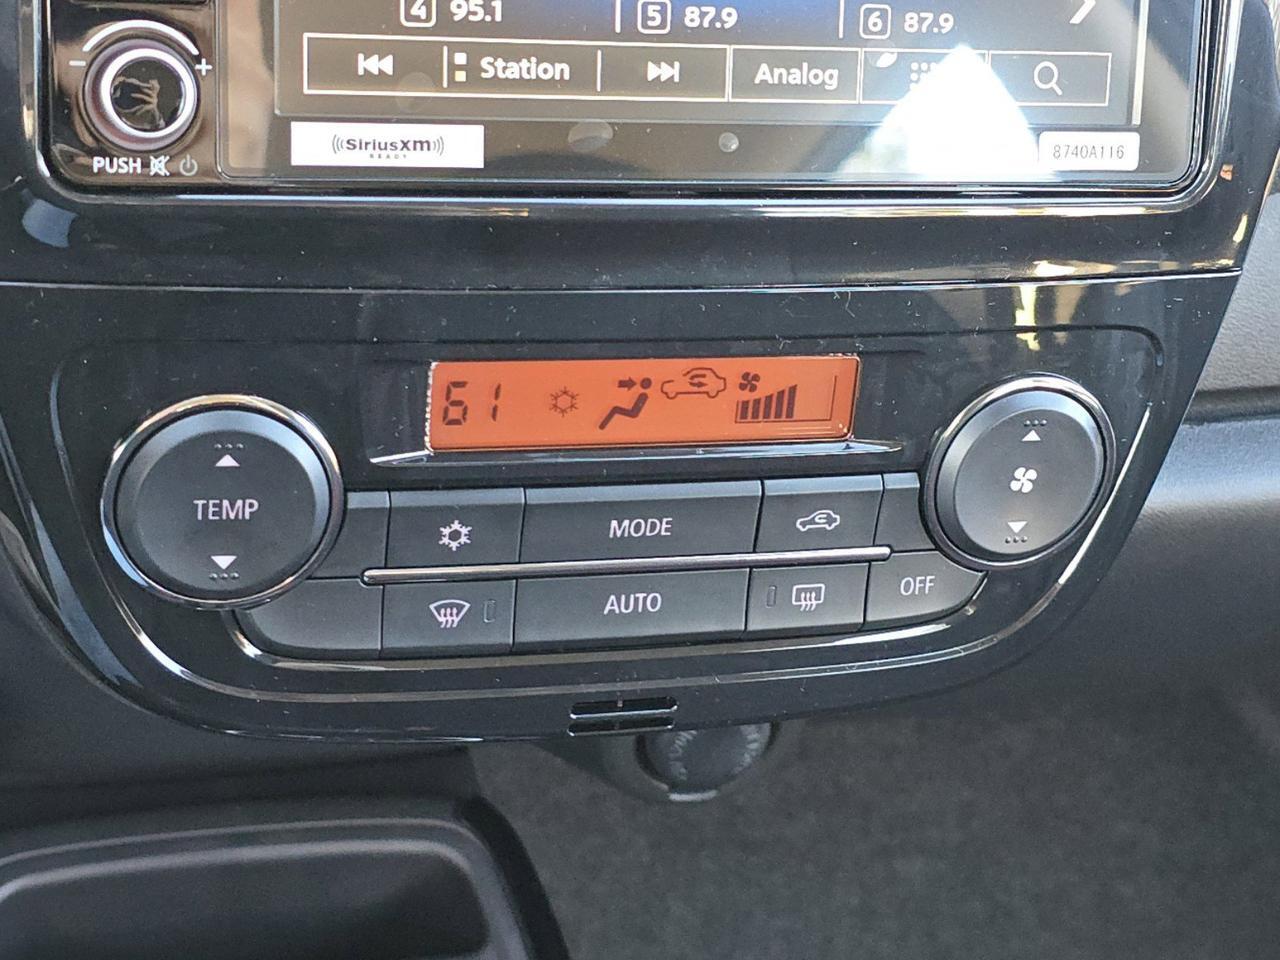 4 95.1 5 87.9 6 87.9
Station Analog
- +
SiriusXM
READY
8740A116
PUSH
61
TEMP
MODE
AUTO
OFF